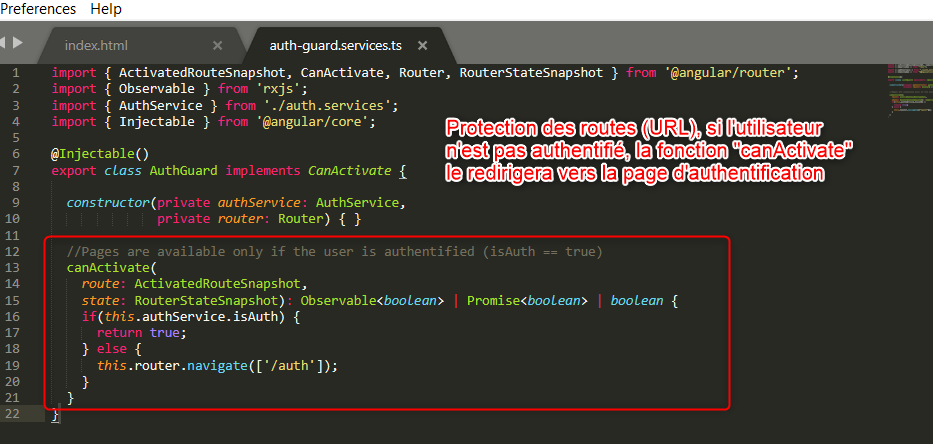 Preferences Help
index.html × auth-guard.services.ts ×
1 import { ActivatedRouteSnapshot, CanActivate, Router, RouterStateSnapshot } from '@angular/router';
2 import { Observable } from 'rxjs';
3 import { AuthService } from './auth.services';
4 import { Injectable } from '@angular/core';
5
6 @Injectable()
7 export class AuthGuard implements CanActivate {
8
9 constructor(private authService: AuthService,
10 private router: Router) { }
11
12 //Pages are available only if the user is authentified (isAuth == true)
13 canActivate(
14 route: ActivatedRouteSnapshot,
15 state: RouterStateSnapshot): Observable<boolean> | Promise<boolean> | boolean {
16 if(this.authService.isAuth) {
17 return true;
18 } else {
19 this.router.navigate(['/auth']);
20 }
21 }
22 }
Protection des routes (URL), si l'utilisateur
n'est pas authentifié, la fonction "canActivate"
le redirigera vers la page d'authentification